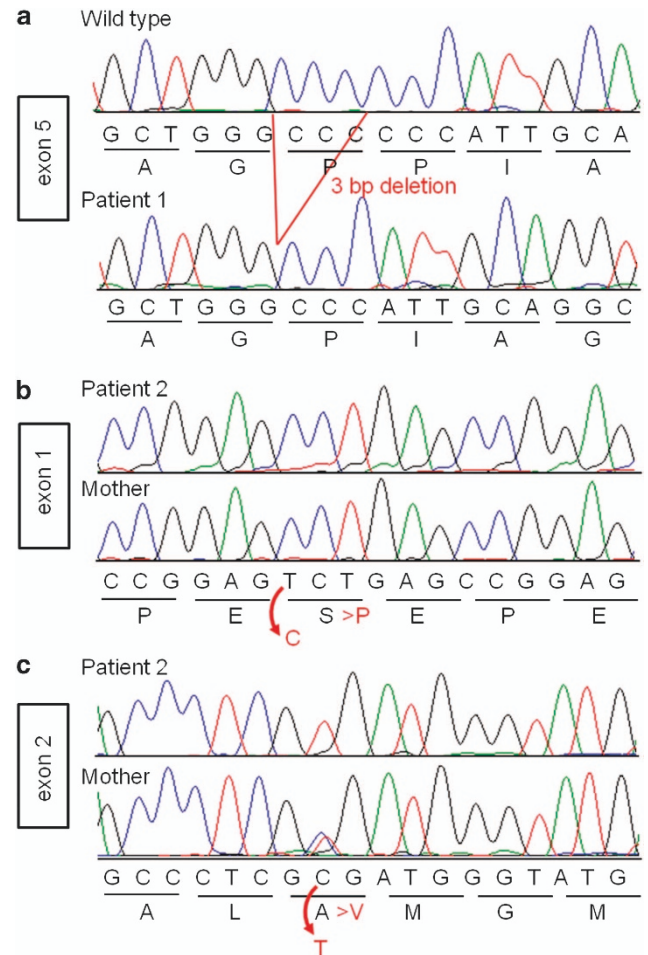 a
Wild type
exon 5
G C T G G G C C C C C C A T T G C A
A G P P I A
3 bp deletion
Patient 1
G C T G G G C C C A T T G C A G G C
A G P I A G
b
Patient 2
exon 1
Mother
C C G G A G T C T G A G C C G G A G
P E S >P E P E
C
c
Patient 2
exon 2
Mother
G C C C T C G C G A T G G G T A T G
A L A >V M G M
T